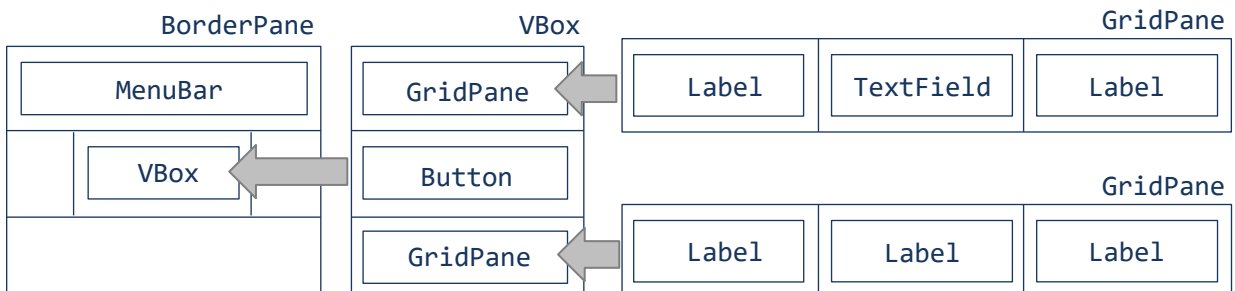 BorderPane
MenuBar
VBox
VBox
GridPane
Button
GridPane
GridPane
Label TextField Label
GridPane
Label Label Label